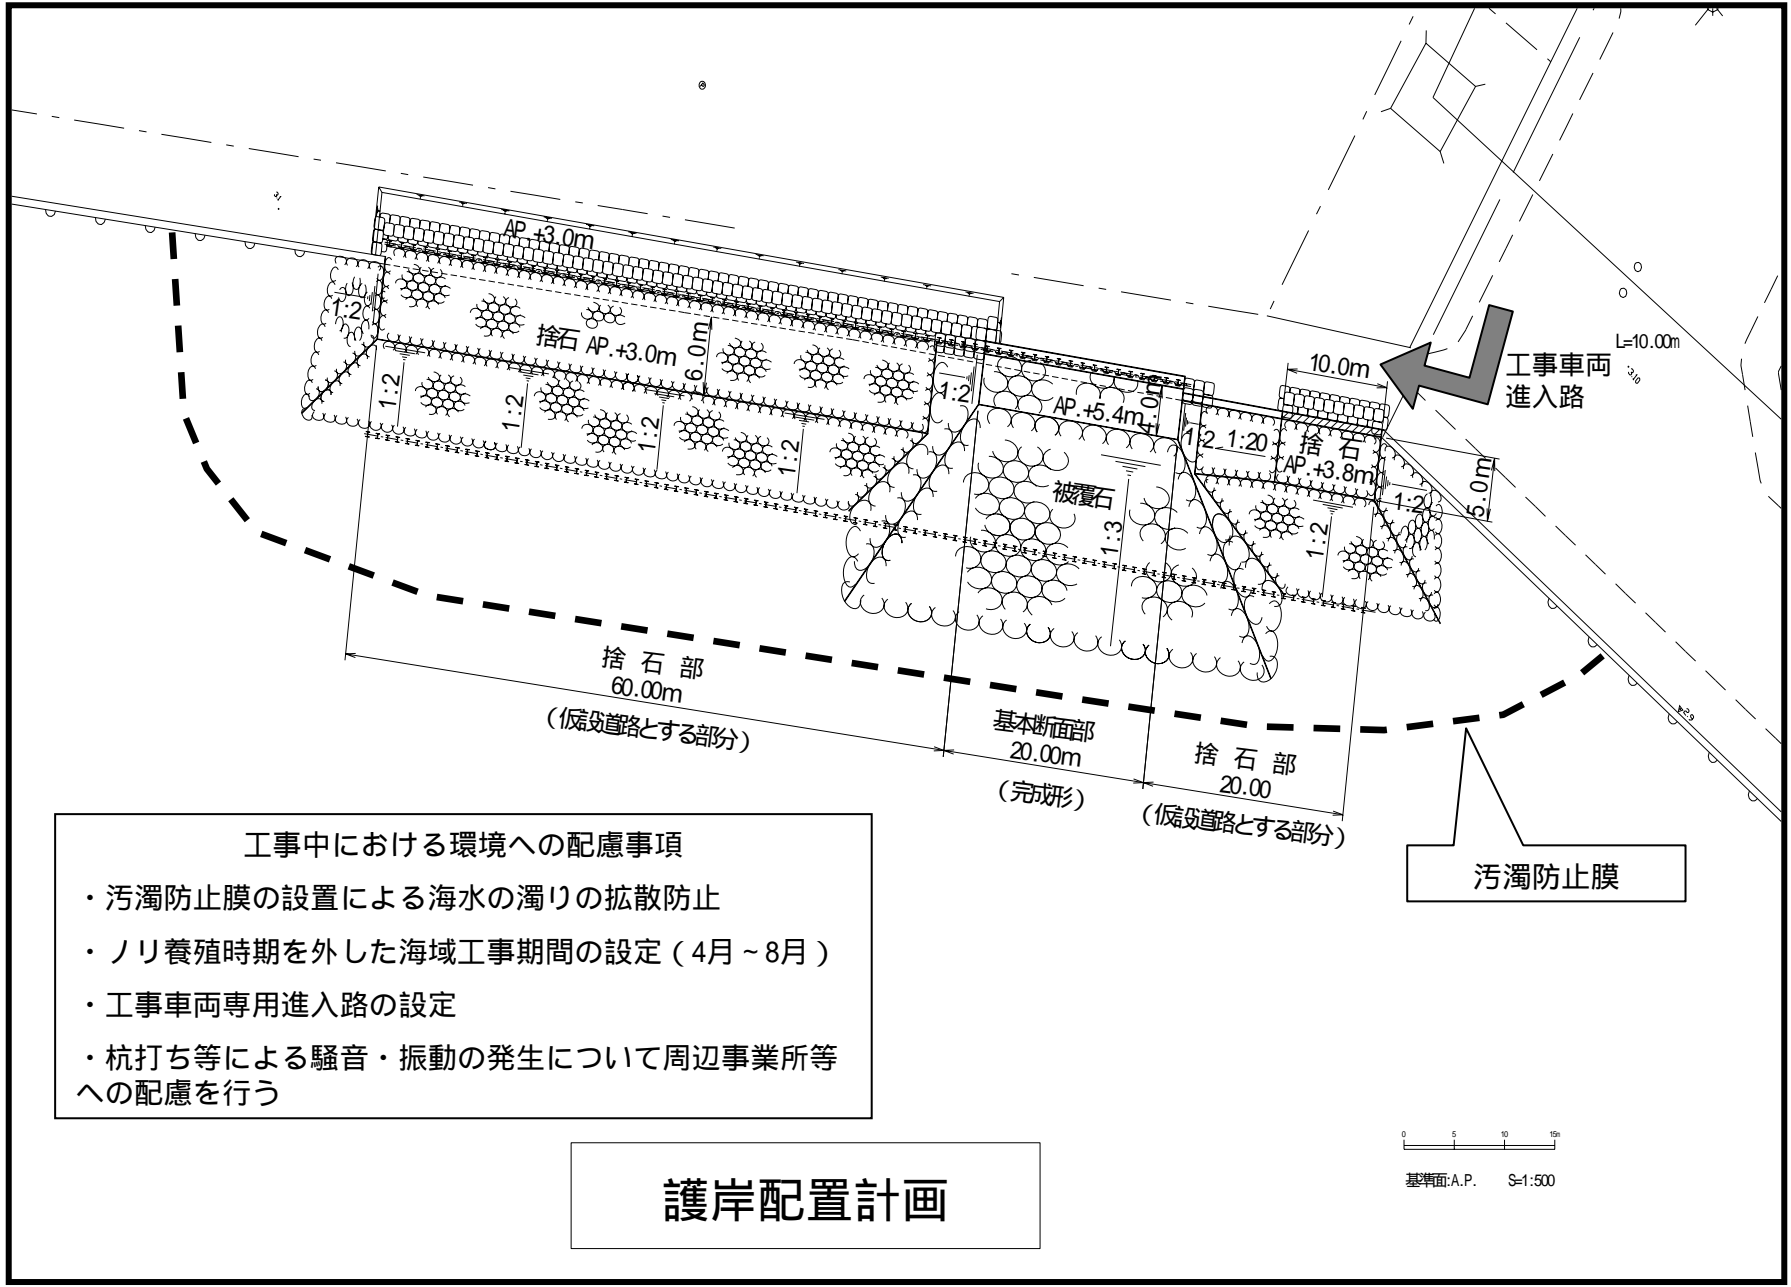 AP.+3.0m
1:2
捨石 AP.+3.0m
6.0m
1:2
1:2
1:2
1:2
1:2
AP.+5.4m
4.0m
被覆石
1:3
1:2
1:20
10.0m
捨 石
AP.+3.8m
1:2
1:2
5.0m
工事車両
進入路
L=10.00m
捨 石 部
60.00m
(仮設道路とする部分)
基本断面部
20.00m
(完成形)
捨 石 部
20.00
(仮設道路とする部分)
汚濁防止膜
工事中における環境への配慮事項
・汚濁防止膜の設置による海水の濁りの拡散防止
・ノリ養殖時期を外した海域工事期間の設定(4月~8月)
・工事車両専用進入路の設定
・杭打ち等による騒音・振動の発生について周辺事業所等
への配慮を行う
護岸配置計画
0 5 10 15m
基準面:A.P. S=1:500